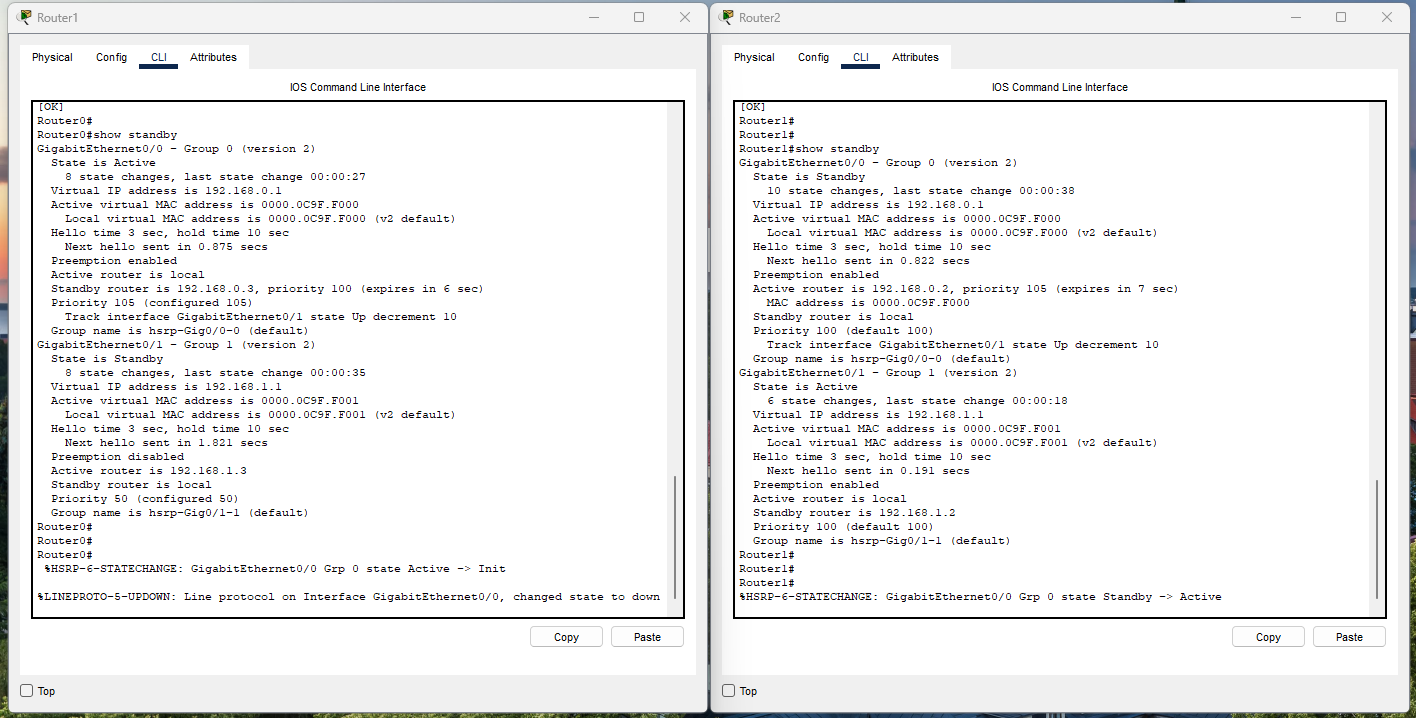 Router1
Physical Config CLI Attributes
IOS Command Line Interface
[OK]
Router0#
Router0#show standby
GigabitEthernet0/0 - Group 0 (version 2)
State is Active
8 state changes, last state change 00:00:27
Virtual IP address is 192.168.0.1
Active virtual MAC address is 0000.0C9F.F000
Local virtual MAC address is 0000.0C9F.F000 (v2 default)
Hello time 3 sec, hold time 10 sec
Next hello sent in 0.875 secs
Preemption enabled
Active router is local
Standby router is 192.168.0.3, priority 100 (expires in 6 sec)
Priority 105 (configured 105)
Track interface GigabitEthernet0/1 state Up decrement 10
Group name is hsrp-Gig0/0-0 (default)
GigabitEthernet0/1 - Group 1 (version 2)
State is Standby
8 state changes, last state change 00:00:35
Virtual IP address is 192.168.1.1
Active virtual MAC address is 0000.0C9F.F001
Local virtual MAC address is 0000.0C9F.F001 (v2 default)
Hello time 3 sec, hold time 10 sec
Next hello sent in 1.821 secs
Preemption disabled
Active router is 192.168.1.3
Standby router is local
Priority 50 (configured 50)
Group name is hsrp-Gig0/1-1 (default)
Router0#
Router0#
Router0#
%HSRP-6-STATECHANGE: GigabitEthernet0/0 Grp 0 state Active -> Init
%LINEPROTO-5-UPDOWN: Line protocol on Interface GigabitEthernet0/0, changed state to down
Copy Paste
Top
Router2
Physical Config CLI Attributes
IOS Command Line Interface
[OK]
Router1#
Router1#
Router1#show standby
GigabitEthernet0/0 - Group 0 (version 2)
State is Standby
10 state changes, last state change 00:00:38
Virtual IP address is 192.168.0.1
Active virtual MAC address is 0000.0C9F.F000
Local virtual MAC address is 0000.0C9F.F000 (v2 default)
Hello time 3 sec, hold time 10 sec
Next hello sent in 0.822 secs
Preemption enabled
Active router is 192.168.0.2, priority 105 (expires in 7 sec)
MAC address is 0000.0C9F.F000
Standby router is local
Priority 100 (default 100)
Track interface GigabitEthernet0/1 state Up decrement 10
Group name is hsrp-Gig0/0-0 (default)
GigabitEthernet0/1 - Group 1 (version 2)
State is Active
6 state changes, last state change 00:00:18
Virtual IP address is 192.168.1.1
Active virtual MAC address is 0000.0C9F.F001
Local virtual MAC address is 0000.0C9F.F001 (v2 default)
Hello time 3 sec, hold time 10 sec
Next hello sent in 0.191 secs
Preemption enabled
Active router is local
Standby router is 192.168.1.2
Priority 100 (default 100)
Group name is hsrp-Gig0/1-1 (default)
Router1#
Router1#
Router1#
%HSRP-6-STATECHANGE: GigabitEthernet0/0 Grp 0 state Standby -> Active
Copy Paste
Top